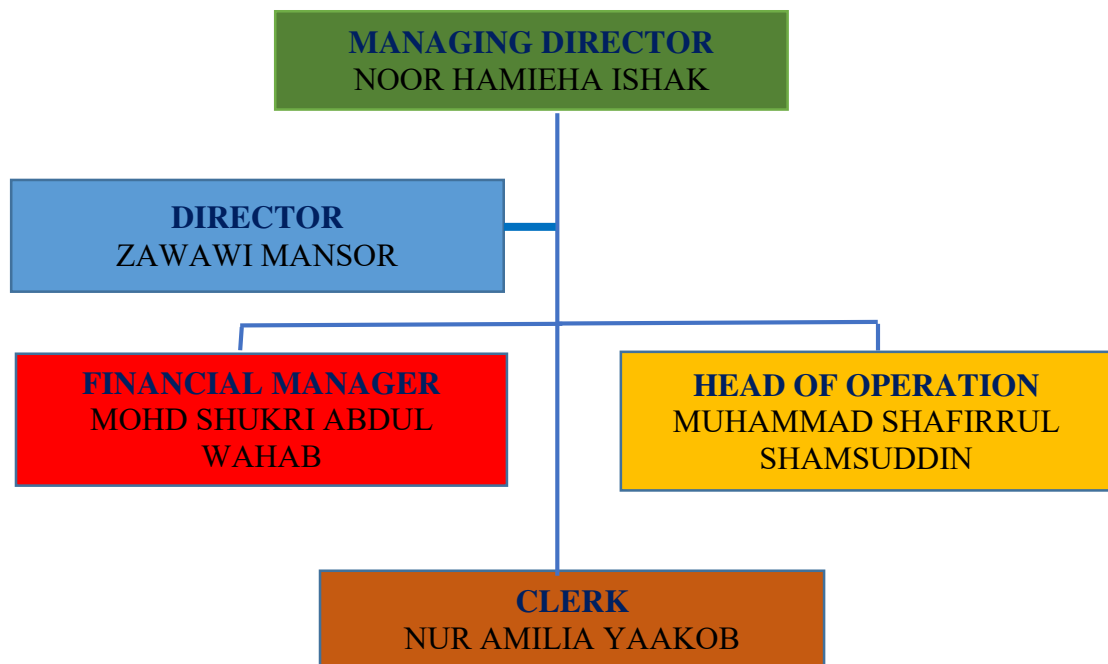 MANAGING DIRECTOR
NOOR HAMIEHA ISHAK
DIRECTOR
ZAWAWI MANSOR
FINANCIAL MANAGER
MOHD SHUKRI ABDUL
WAHAB
HEAD OF OPERATION
MUHAMMAD SHAFIRRUL
SHAMSUDDIN
CLERK
NUR AMILIA YAAKOB